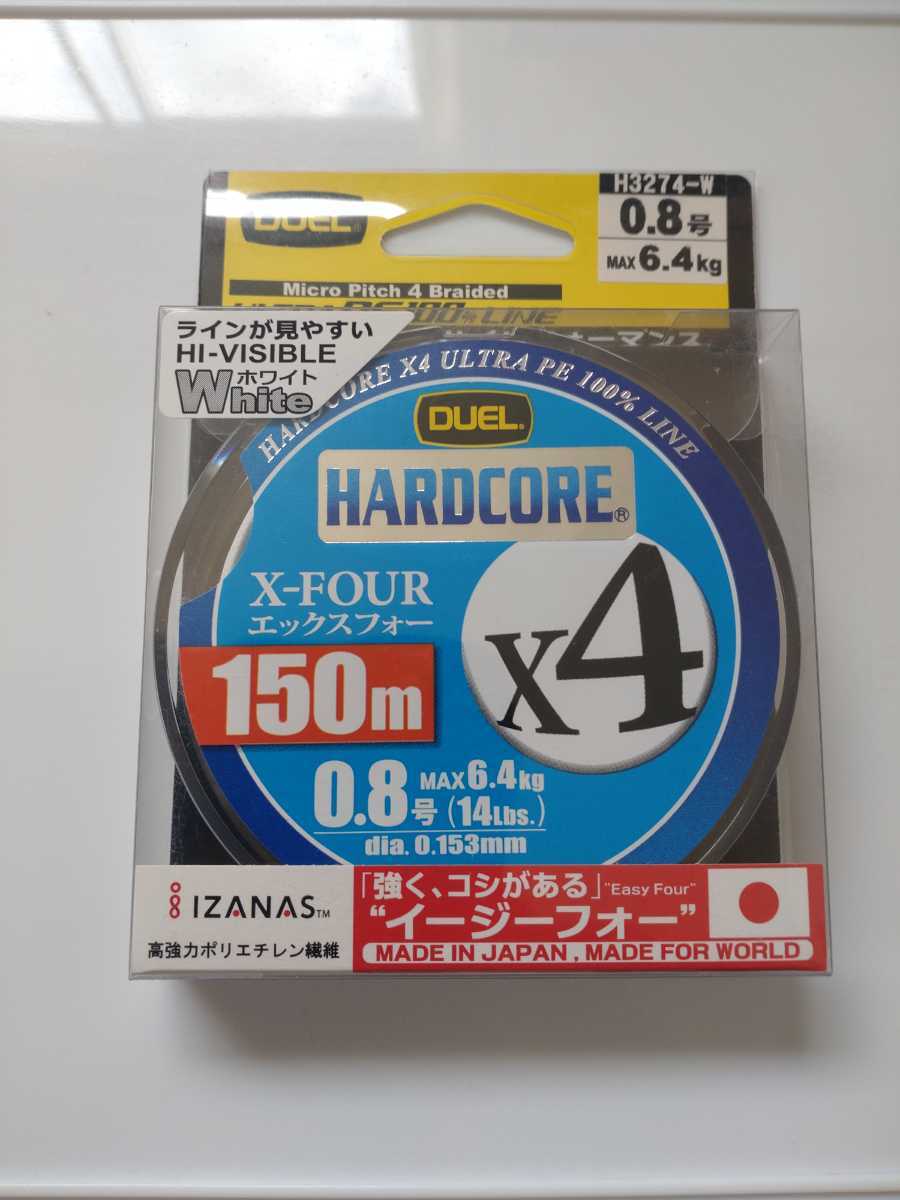 DUEL
H3274-W
0.8号
MAX 6.4kg
Micro Pitch 4 Braided
ラインが見やすい
HI-VISIBLE
ホワイト
White
HARDCORE X4 ULTRA PE 100% LINE
DUEL®
HARDCORE®
X-FOUR
エックスフォー
X4
150m
0.8号 MAX 6.4kg (14Lbs.)
dia. 0.153mm
IZANAS™
高強力ポリエチレン繊維
「強く、コシがある」 "Easy Four"
“イージーフォー”
MADE IN JAPAN , MADE FOR WORLD